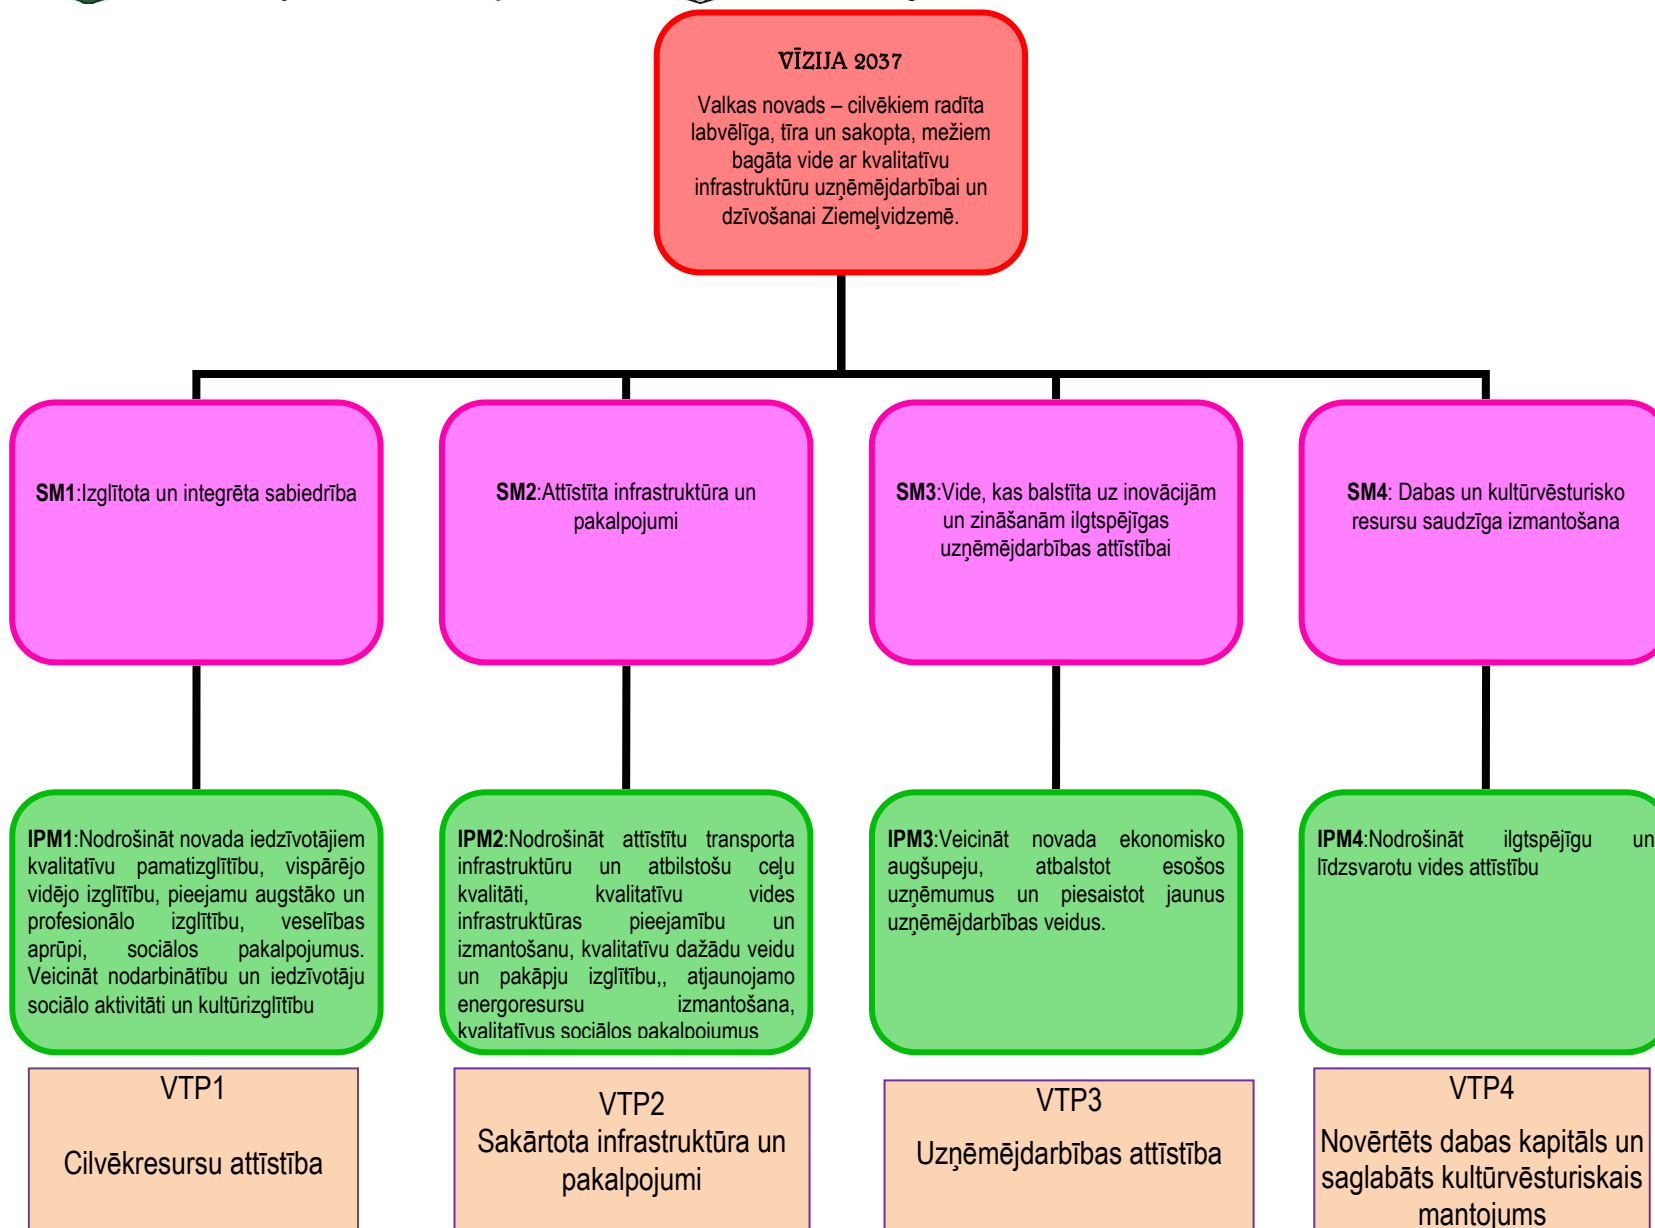 VĪZIJA 2037
Valkas novads – cilvēkiem radīta
labvēlīga, tīra un sakopta, mežiem
bagāta vide ar kvalitatīvu
infrastruktūru uzņēmējdarbībai un
dzīvošanai Ziemeļvidzemē.
SM1:Izglītota un integrēta sabiedrība
SM2:Attīstīta infrastruktūra un
pakalpojumi
SM3:Vide, kas balstīta uz inovācijām
un zināšanām ilgtspējīgas
uzņēmējdarbības attīstībai
SM4: Dabas un kultūrvēsturisko
resursu saudzīga izmantošana
IPM1:Nodrošināt novada iedzīvotājiem
kvalitatīvu pamatizglītību, vispārējo
vidējo izglītību, pieejamu augstāko un
profesionālo izglītību, veselības
aprūpi, sociālos pakalpojumus.
Veicināt nodarbinātību un iedzīvotāju
sociālo aktivitāti un kultūrizglītību
IPM2:Nodrošināt attīstītu transporta
infrastruktūru un atbilstošu ceļu
kvalitāti, kvalitatīvu vides
infrastruktūras pieejamību un
izmantošanu, kvalitatīvu dažādu veidu
un pakāpju izglītību,, atjaunojamo
energoresursu izmantošana,
kvalitatīvus sociālos pakalpojumus
IPM3:Veicināt novada ekonomisko
augšupeju, atbalstot esošos
uzņēmumus un piesaistot jaunus
uzņēmējdarbības veidus.
IPM4:Nodrošināt ilgtspējīgu un
līdzsvarotu vides attīstību
VTP1
Cilvēkresursu attīstība
VTP2
Sakārtota infrastruktūra un
pakalpojumi
VTP3
Uzņēmējdarbības attīstība
VTP4
Novērtēts dabas kapitāls un
saglabāts kultūrvēsturiskais
mantojums